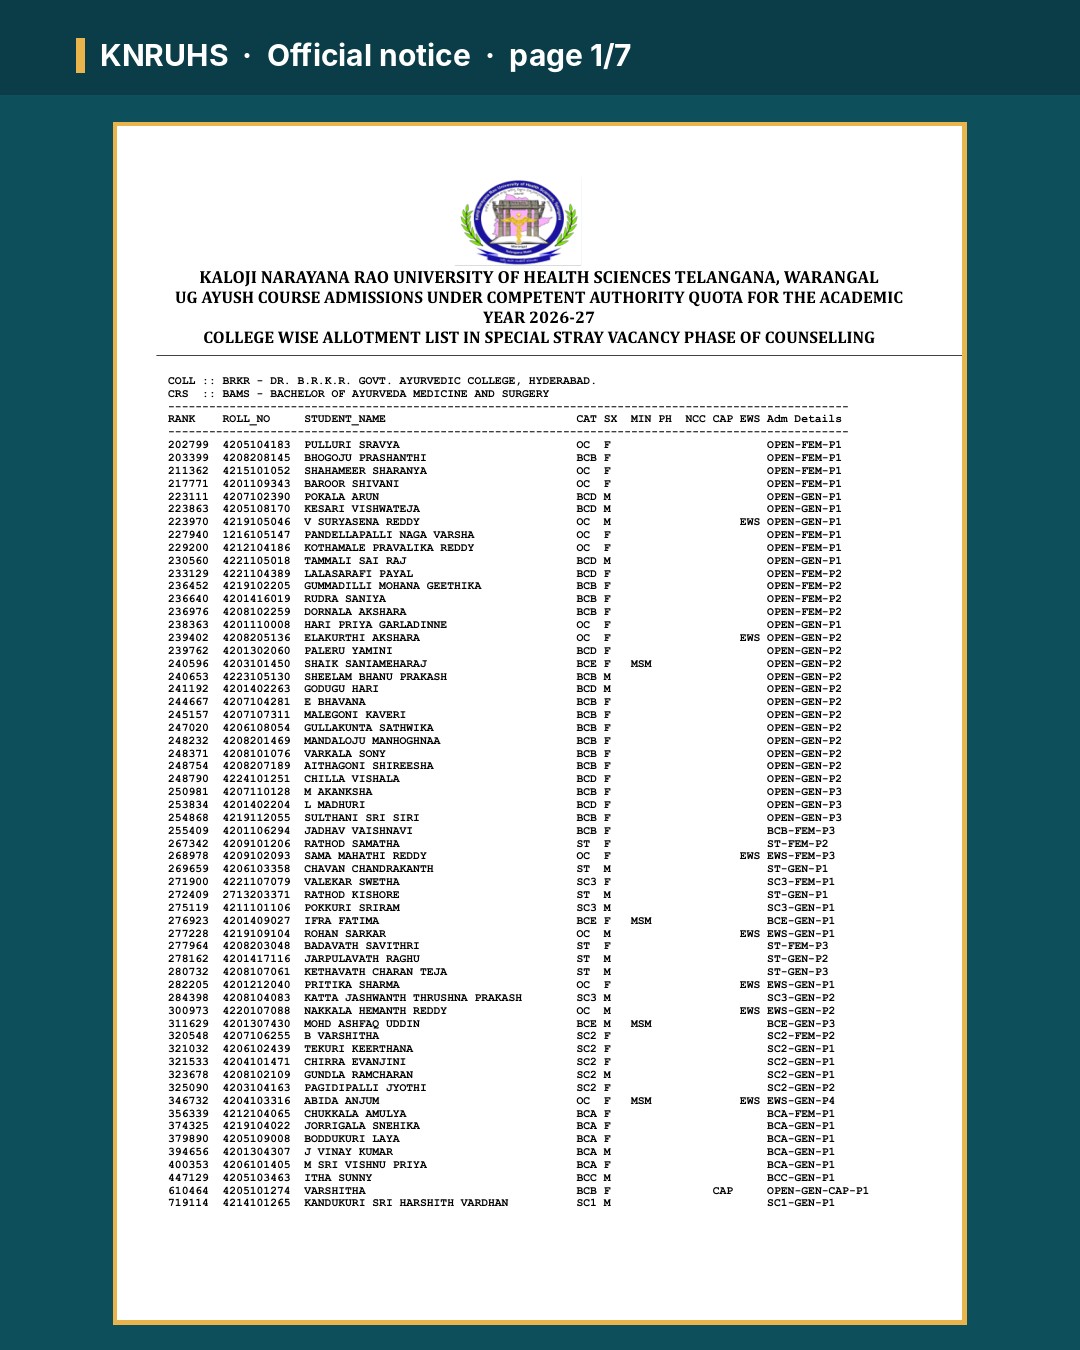 KNRUHS · Official notice · page 1/7
KALOJI NARAYANA RAO UNIVERSITY OF HEALTH SCIENCES TELANGANA, WARANGAL
UG AYUSH COURSE ADMISSIONS UNDER COMPETENT AUTHORITY QUOTA FOR THE ACADEMIC
YEAR 2026-27
COLLEGE WISE ALLOTMENT LIST IN SPECIAL STRAY VACANCY PHASE OF COUNSELLING
COLL :: BRKR - DR. B.R.K.R. GOVT. AYURVEDIC COLLEGE, HYDERABAD.
CRS :: BAMS - BACHELOR OF AYURVEDA MEDICINE AND SURGERY
RANK ROLL_NO STUDENT_NAME CAT SX MIN PH NCC CAP EWS Adm Details
202799 4205104183 PULLURI SRAVYA OC F OPEN-FEM-P1
203399 4208208145 BHOGOJU PRASHANTHI BCB F OPEN-FEM-P1
211362 4215101052 SHAHAMEER SHARANYA OC F OPEN-FEM-P1
217771 4201109343 BAROOR SHIVANI OC F OPEN-FEM-P1
223111 4207102390 POKALA ARUN BCD M OPEN-GEN-P1
223863 4205108170 KESARI VISHWATEJA BCD M OPEN-GEN-P1
223970 4219105046 V SURYASENA REDDY OC M EWS OPEN-GEN-P1
227940 1216105147 PANDELLAPALLI NAGA VARSHA OC F OPEN-FEM-P1
229200 4212104186 KOTHAMALE PRAVALIKA REDDY OC F OPEN-FEM-P1
230560 4221105018 TAMMALI SAI RAJ BCD M OPEN-GEN-P1
233129 4221104389 LALASARAFI PAYAL BCD F OPEN-FEM-P2
236452 4219102205 GUMMADILLI MOHANA GEETHIKA BCB F OPEN-FEM-P2
236640 4201416019 RUDRA SANIYA BCB F OPEN-FEM-P2
236976 4208102259 DORNALA AKSHARA BCB F OPEN-FEM-P2
238363 4201110008 HARI PRIYA GARLADINNE OC F OPEN-GEN-P1
239402 4208205136 ELAKURTHI AKSHARA OC F EWS OPEN-GEN-P2
239762 4201302060 PALERU YAMINI BCD F OPEN-GEN-P2
240596 4203101450 SHAIK SANIAMEHARAJ BCE F MSM OPEN-GEN-P2
240653 4223105130 SHEELAM BHANU PRAKASH BCB M OPEN-GEN-P2
241192 4201402263 GODUGU HARI BCD M OPEN-GEN-P2
244667 4207104281 E BHAVANA BCB F OPEN-GEN-P2
245157 4207107311 MALEGONI KAVERI BCB F OPEN-GEN-P2
247020 4206108054 GULLAKUNTA SATHWIKA BCB F OPEN-GEN-P2
248232 4208201469 MANDALOJU MANHOGHNAA BCB F OPEN-GEN-P2
248371 4208101076 VARKALA SONY BCB F OPEN-GEN-P2
248754 4208207189 AITHAGONI SHIREESHA BCB F OPEN-GEN-P2
248790 4224101251 CHILLA VISHALA BCD F OPEN-GEN-P2
250981 4207110128 M AKANKSHA BCB F OPEN-GEN-P3
253834 4201402204 L MADHURI BCD F OPEN-GEN-P3
254868 4219112055 SULTHANI SRI SIRI BCB F OPEN-GEN-P3
255409 4201106294 JADHAV VAISHNAVI BCB F BCB-FEM-P3
267342 4209101206 RATHOD SAMATHA ST F ST-FEM-P2
268978 4209102093 SAMA MAHATHI REDDY OC F EWS EWS-FEM-P3
269659 4206103358 CHAVAN CHANDRAKANTH ST M ST-GEN-P1
271900 4221107079 VALEKAR SWETHA SC3 F SC3-FEM-P1
272409 2713203371 RATHOD KISHORE ST M ST-GEN-P1
275119 4211101106 POKKURI SRIRAM SC3 M SC3-GEN-P1
276923 4201409027 IFRA FATIMA BCE F MSM BCE-GEN-P1
277228 4219109104 ROHAN SARKAR OC M EWS EWS-GEN-P1
277964 4208203048 BADAVATH SAVITHRI ST F ST-FEM-P3
278162 4201417116 JARPULAVATH RAGHU ST M ST-GEN-P2
280732 4208107061 KETHAVATH CHARAN TEJA ST M ST-GEN-P3
282205 4201212040 PRITIKA SHARMA OC F EWS EWS-GEN-P1
284398 4208104083 KATTA JASHWANTH THRUSHNA PRAKASH SC3 M SC3-GEN-P2
300973 4220107088 NAKKALA HEMANTH REDDY OC M EWS EWS-GEN-P2
311629 4201307430 MOHD ASHFAQ UDDIN BCE M MSM BCE-GEN-P3
320548 4207106255 B VARSHITHA SC2 F SC2-FEM-P2
321032 4206102439 TEKURI KEERTHANA SC2 F SC2-GEN-P1
321533 4204101471 CHIRRA EVANJINI SC2 F SC2-GEN-P1
323678 4208102109 GUNDLA RAMCHARAN SC2 M SC2-GEN-P1
325090 4203104163 PAGIDIPALLI JYOTHI SC2 F SC2-GEN-P2
346732 4204103316 ABIDA ANJUM OC F MSM EWS EWS-GEN-P4
356339 4212104065 CHUKKALA AMULYA BCA F BCA-FEM-P1
374325 4219104022 JORRIGALA SNEHIKA BCA F BCA-GEN-P1
379890 4205109008 BODDUKURI LAYA BCA F BCA-GEN-P1
394656 4201304307 J VINAY KUMAR BCA M BCA-GEN-P1
400353 4206101405 M SRI VISHNU PRIYA BCA F BCA-GEN-P1
447129 4205103463 ITHA SUNNY BCC M BCC-GEN-P1
610464 4205101274 VARSHITHA BCB F CAP OPEN-GEN-CAP-P1
719114 4214101265 KANDUKURI SRI HARSHITH VARDHAN SC1 M SC1-GEN-P1